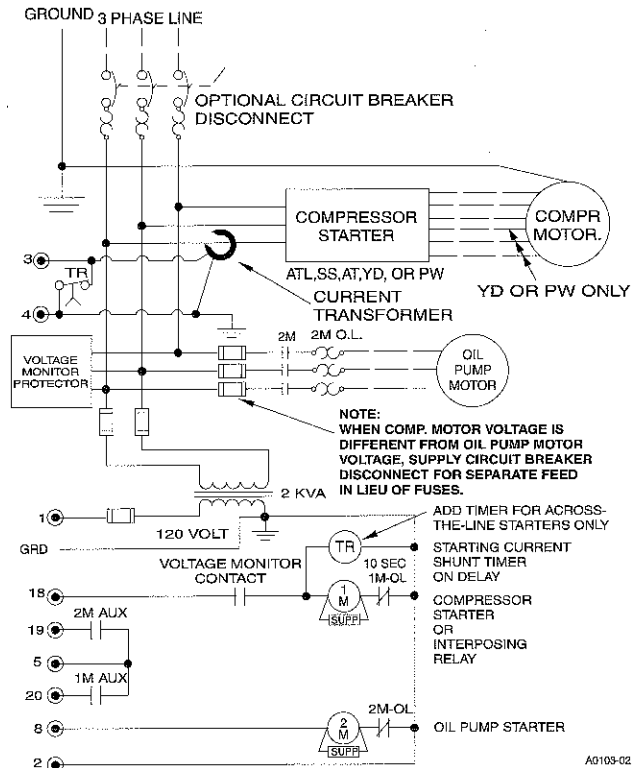 GROUND 3 PHASE LINE
OPTIONAL CIRCUIT BREAKER
DISCONNECT
COMPRESSOR
STARTER
COMPR
MOTOR.
3
TR
4
ATL,SS,AT,YD, OR PW
YD OR PW ONLY
CURRENT
TRANSFORMER
2M
2M O.L.
VOLTAGE
MONITOR
PROTECTOR
OIL
PUMP
MOTOR
NOTE:
WHEN COMP. MOTOR VOLTAGE IS
DIFFERENT FROM OIL PUMP MOTOR
VOLTAGE, SUPPLY CIRCUIT BREAKER
DISCONNECT FOR SEPARATE FEED
IN LIEU OF FUSES.
2 KVA
1
120 VOLT
GRD
ADD TIMER FOR ACROSS-
THE-LINE STARTERS ONLY
TR
STARTING CURRENT
SHUNT TIMER
ON DELAY
VOLTAGE MONITOR
CONTACT
10 SEC
1M-OL
18
1
M
SUPP
COMPRESSOR
STARTER
OR
INTERPOSING
RELAY
2M AUX
19
5
1M AUX
20
8
2
M
SUPP
2M-OL
OIL PUMP STARTER
2
A0103-02